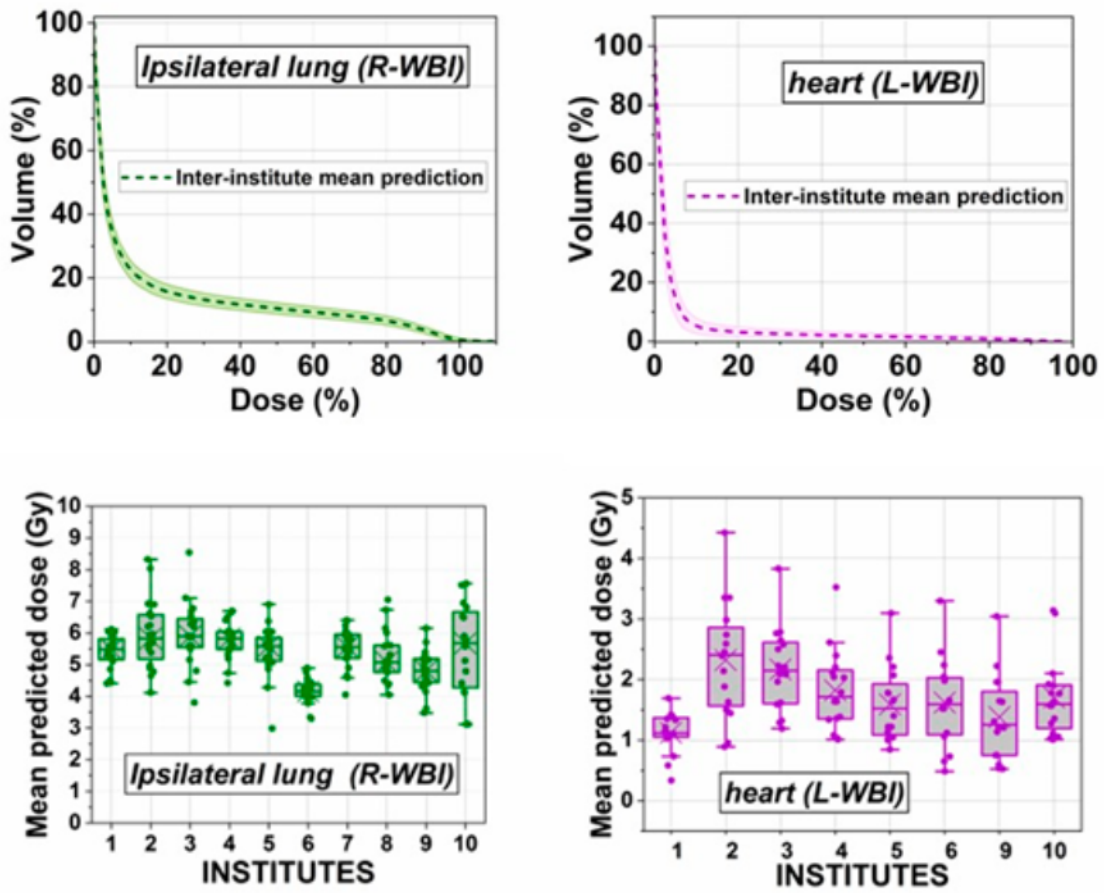 Ipsilateral lung (R-WBI)
Inter-institute mean prediction
Volume (%)
100
80
60
40
20
0
0 20 40 60 80 100
Dose (%)
heart (L-WBI)
Inter-institute mean prediction
Volume (%)
100
80
60
40
20
0
0 20 40 60 80 100
Dose (%)
Mean predicted dose (Gy)
10
9
8
7
6
5
4
3
2
1
0
Ipsilateral lung (R-WBI)
1 2 3 4 5 6 7 8 9 10
INSTITUTES
Mean predicted dose (Gy)
5
4
3
2
1
0
heart (L-WBI)
1 2 3 4 5 6 9 10
INSTITUTES